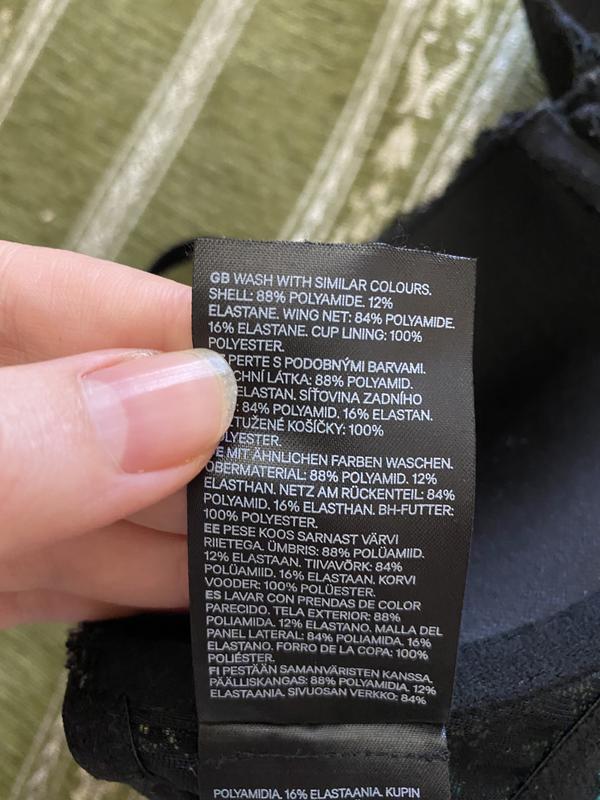 GB WASH WITH SIMILAR COLOURS.
SHELL: 88% POLYAMIDE. 12%
ELASTANE. WING NET: 84% POLYAMIDE.
16% ELASTANE. CUP LINING: 100%
POLYESTER.
PERTE S PODOBNÝMI BARVAMI.
CHNÍ LÁTKA: 88% POLYAMID.
ELASTAN. SÍŤOVINA ZADNÍHO
84% POLYAMID. 16% ELASTAN.
TUŽENÉ KOŠÍČKY: 100%
LYESTER.
MIT ÄHNLICHEN FARBEN WASCHEN.
OBERMATERIAL: 88% POLYAMID. 12%
ELASTHAN. NETZ AM RÜCKENTEIL: 84%
POLYAMID. 16% ELASTHAN. BH-FUTTER:
100% POLYESTER.
EE PESE KOOS SARNAST VÄRVI
RIIETEGA. ÜMBRIS: 88% POLÜAMIID.
12% ELASTAAN. TIIVAVÕRK: 84%
POLÜAMIID. 16% ELASTAAN. KORVI
VOODER: 100% POLÜESTER.
ES LAVAR CON PRENDAS DE COLOR
PARECIDO. TELA EXTERIOR: 88%
POLIAMIDA. 12% ELASTANO. MALLA DEL
PANEL LATERAL: 84% POLIAMIDA. 16%
ELASTANO. FORRO DE LA COPA: 100%
POLIÉSTER.
FI PESTÄÄN SAMANVÄRISTEN KANSSA.
PÄÄLLISKANGAS: 88% POLYAMIDIA. 12%
ELASTAANIA. SIVUOSAN VERKKO: 84%
POLYAMIDIA. 16% ELASTAANIA. KUPIN